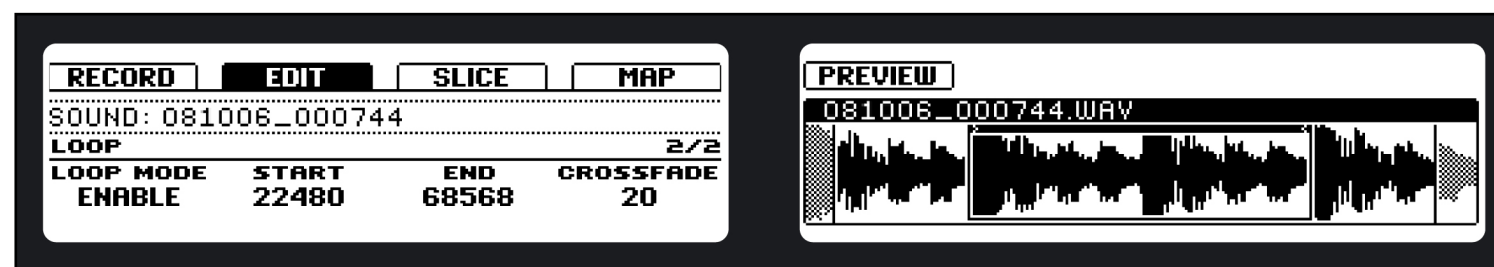 RECORD EDIT SLICE MAP
SOUND: 081006_000744
LOOP 2/2
LOOP MODE START END CROSSFADE
ENABLE 22480 68568 20
PREVIEW
081006_000744.WAV